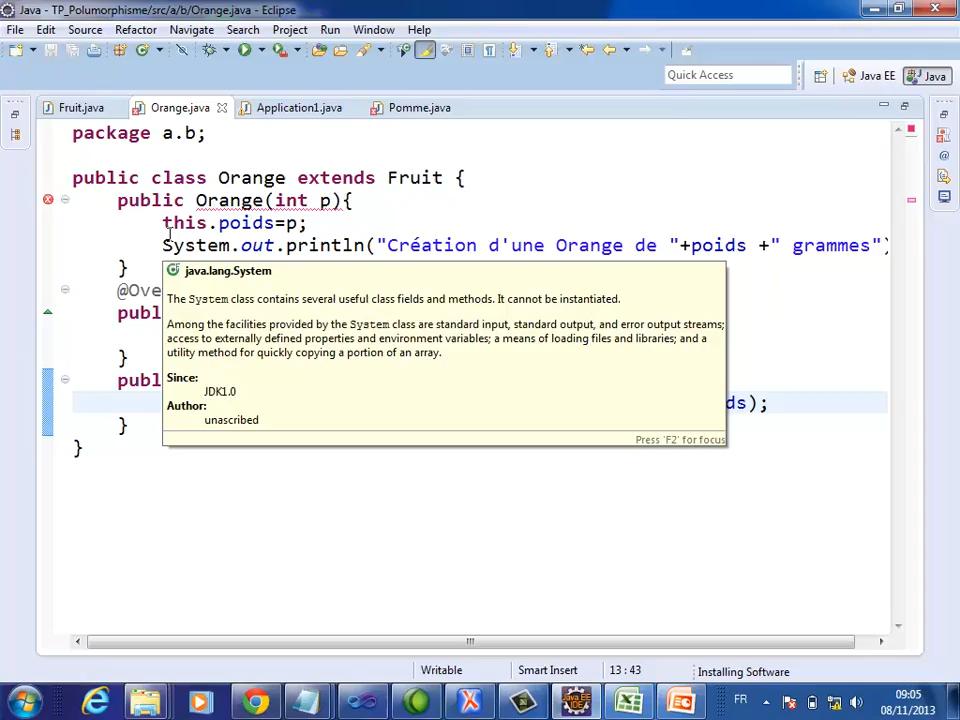 Java - TP_Polumorphisme/src/a/b/Orange.java - Eclipse
File Edit Source Refactor Navigate Search Project Run Window Help
Quick Access
Java EE
Java
Fruit.java
Orange.java
Application1.java
Pomme.java
package a.b;
public class Orange extends Fruit {
public Orange(int p){
this.poids=p;
System.out.println("Création d'une Orange de "+poids +" grammes")
}
@Ove
publ
}
publ
ds);
}
}
java.lang.System
The System class contains several useful class fields and methods. It cannot be instantiated.
Among the facilities provided by the System class are standard input, standard output, and error output streams;
access to externally defined properties and environment variables; a means of loading files and libraries; and a
utility method for quickly copying a portion of an array.
Since:
JDK1.0
Author:
unascribed
Press 'F2' for focus
Writable
Smart Insert
13 : 43
Installing Software
FR
09:05
08/11/2013